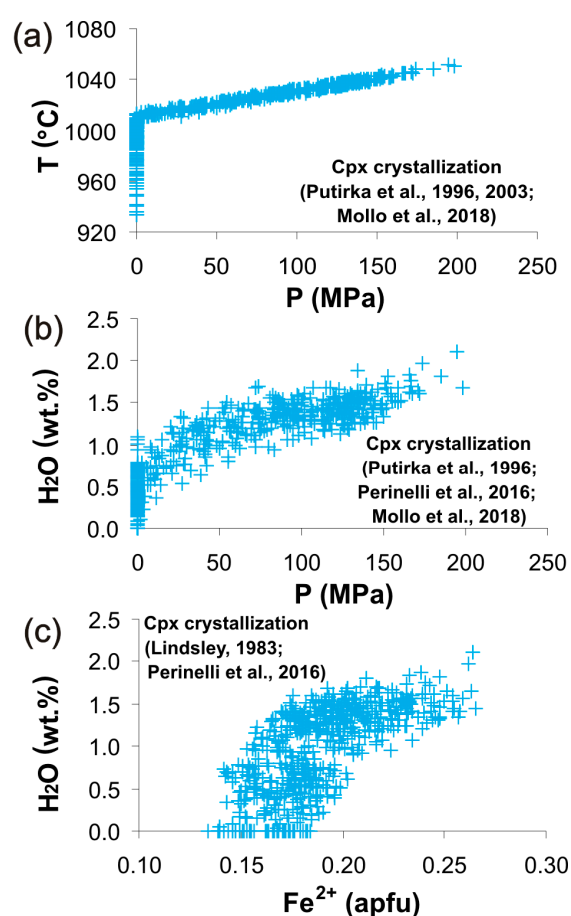 (a)
1080
1040
1000
960
920
T (°C)
Cpx crystallization
(Putirka et al., 1996, 2003;
Mollo et al., 2018)
0 50 100 150 200 250
P (MPa)
(b)
2.5
2.0
1.5
1.0
0.5
0.0
H2O (wt.%)
Cpx crystallization
(Putirka et al., 1996;
Perinelli et al., 2016;
Mollo et al., 2018)
0 50 100 150 200 250
P (MPa)
(c)
Cpx crystallization
(Lindsley, 1983;
Perinelli et al., 2016)
2.5
2.0
1.5
1.0
0.5
0.0
H2O (wt.%)
0.10 0.15 0.20 0.25 0.30
Fe²⁺ (apfu)